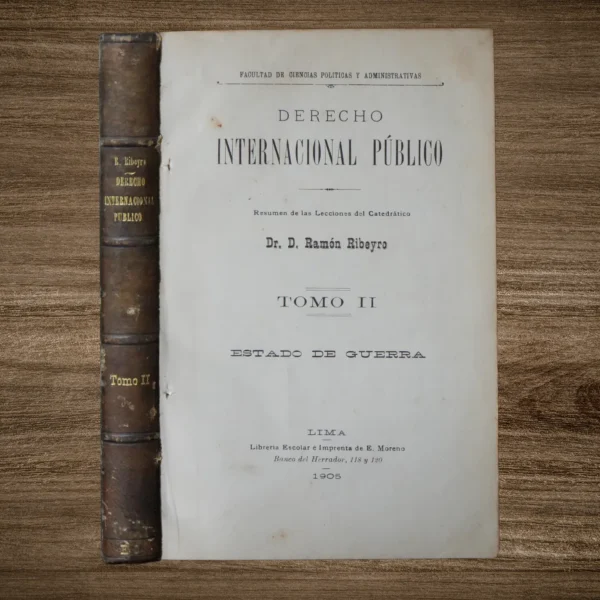 R. Ribeyro
DERECHO
INTERNACIONAL
PUBLICO
Tomo II
FACULTAD DE CIENCIAS POLITICAS Y ADMINISTRATIVAS
DERECHO
INTERNACIONAL PÚBLICO
Resumen de las Lecciones del Catedrático
Dr. D. Ramón Ribeyro
TOMO II
ESTADO DE GUERRA
LIMA
Librería Escolar e Imprenta de E. Moreno
Banco del Herrador, 118 y 120
1905